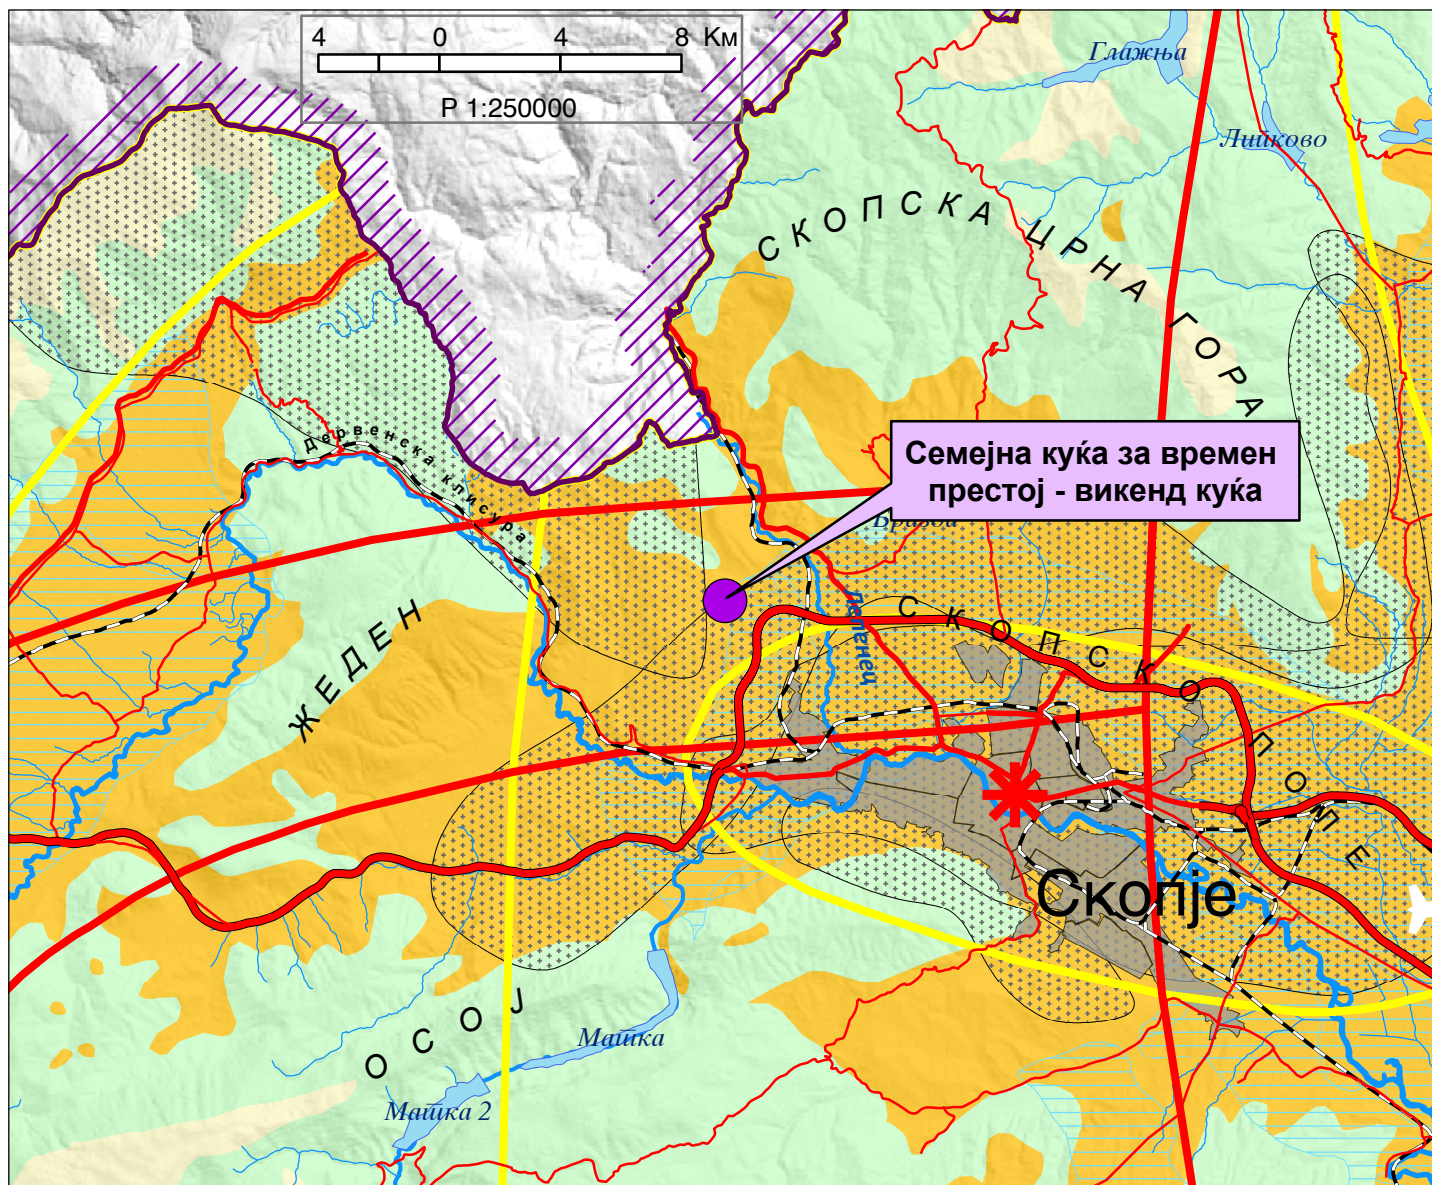 4 0 4 8 Км
Р 1:250000
Глажња
Липково
СКОПСКА ЦРНА ГОРА
Дервенска клисура
Семејна куќа за времен
престој - викенд куќа
Лепенец
СКОПСКО ПОЛЕ
ЖЕДЕН
Скопје
ОСОЈ
Матка
Матка 2